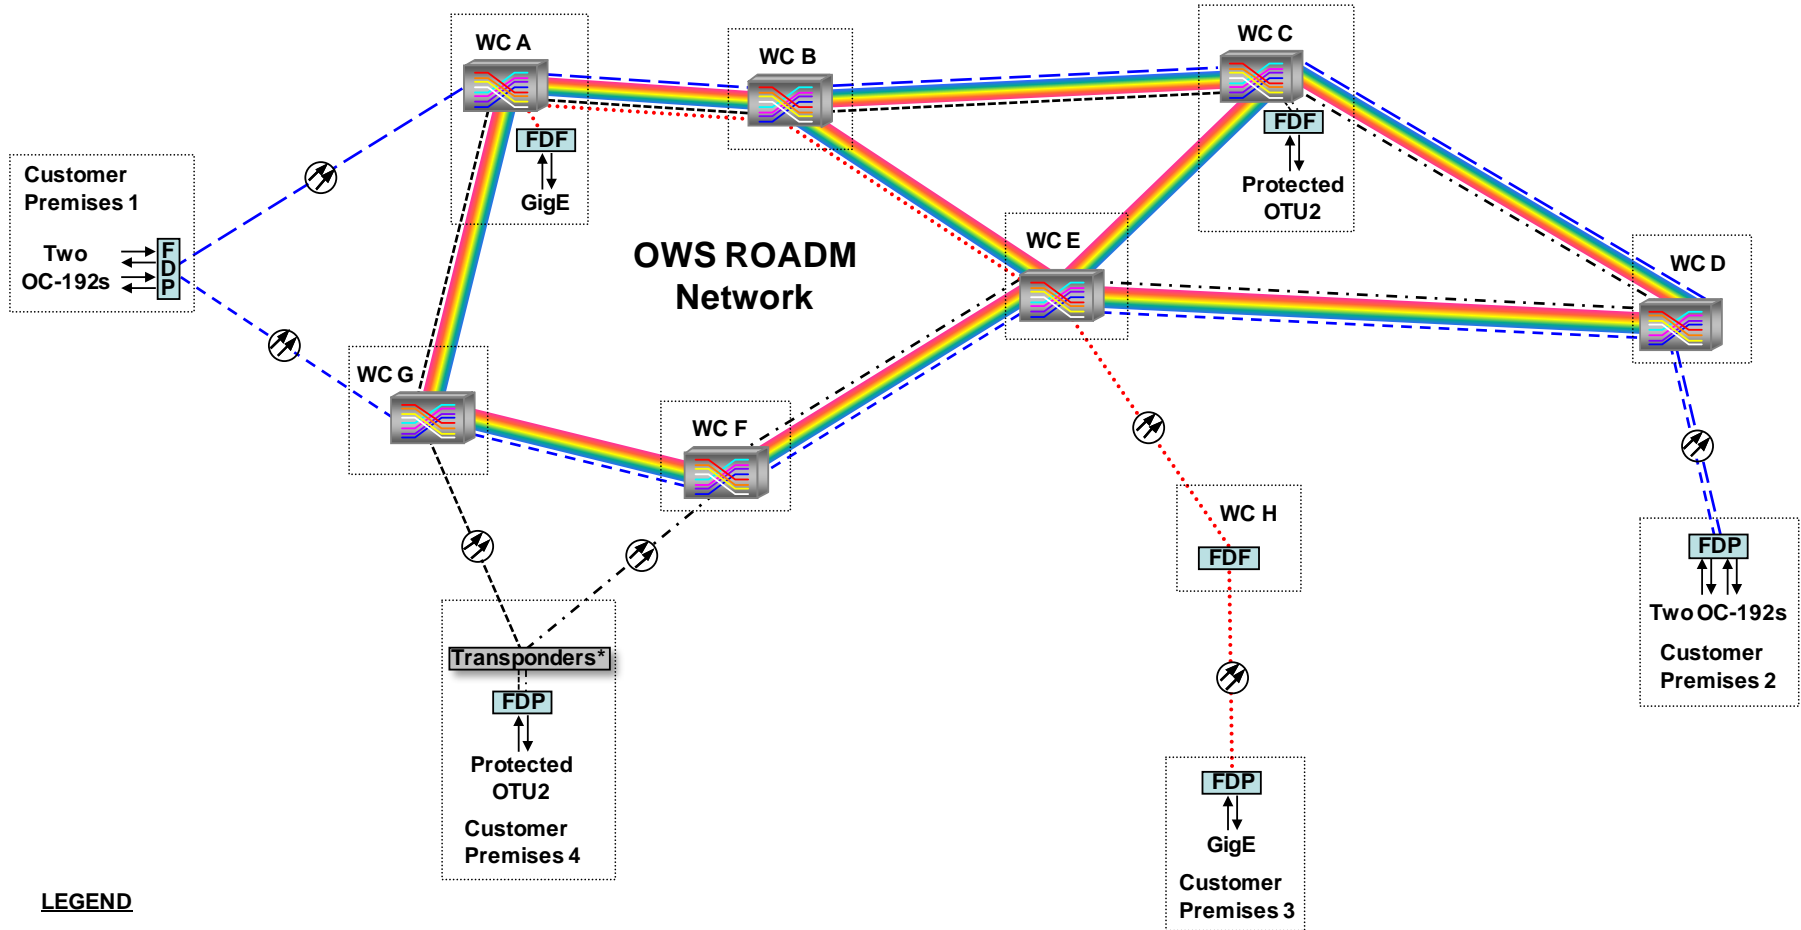 WC A
WC B
WC C
FDF
GigE
FDF
Protected
OTU2
Customer
Premises 1
Two
OC-192s
F
D
P
OWS ROADM
Network
WC E
WC D
WC G
WC F
WC H
FDF
FDP
Two OC-192s
Customer
Premises 2
Transponders*
FDP
Protected
OTU2
Customer
Premises 4
FDP
GigE
Customer
Premises 3
LEGEND